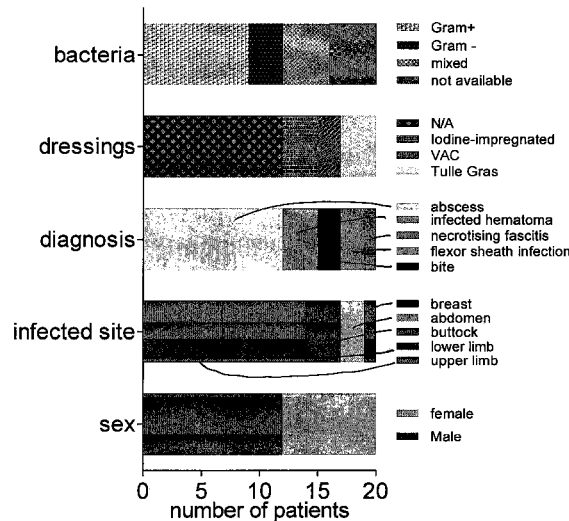 bacteria
Gram+
Gram -
mixed
not available
dressings
N/A
Iodine-impregnated
VAC
Tulle Gras
diagnosis
abscess
infected hematoma
necrotising fascitis
flexor sheath infection
bite
infected site
breast
abdomen
buttock
lower limb
upper limb
sex
female
Male
0 5 10 15 20
number of patients